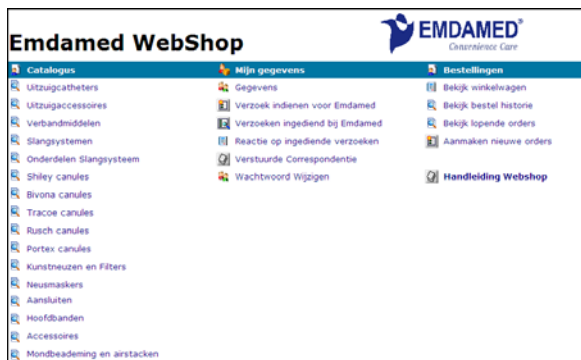 Emdamed WebShop
EMDAMED®
Convenience Care
Catalogus
Uitzuigcatheters
Uitzuigaccessoires
Verbandmiddelen
Slangsystemen
Onderdelen Slangsysteem
Shiley canules
Bivona canules
Tracoe canules
Rusch canules
Portex canules
Kunstneuzen en Filters
Neusmaskers
Aansluiten
Hoofdbanden
Accessoires
Mondbeademing en airstacken
Mijn gegevens
Gegevens
Verzoek indienen voor Emdamed
Verzoeken ingediend bij Emdamed
Reactie op ingediende verzoeken
Verstuurde Correspondentie
Wachtwoord Wijzigen
Bestellingen
Bekijk winkelwagen
Bekijk bestel historie
Bekijk lopende orders
Aanmaken nieuwe orders
Handleiding Webshop